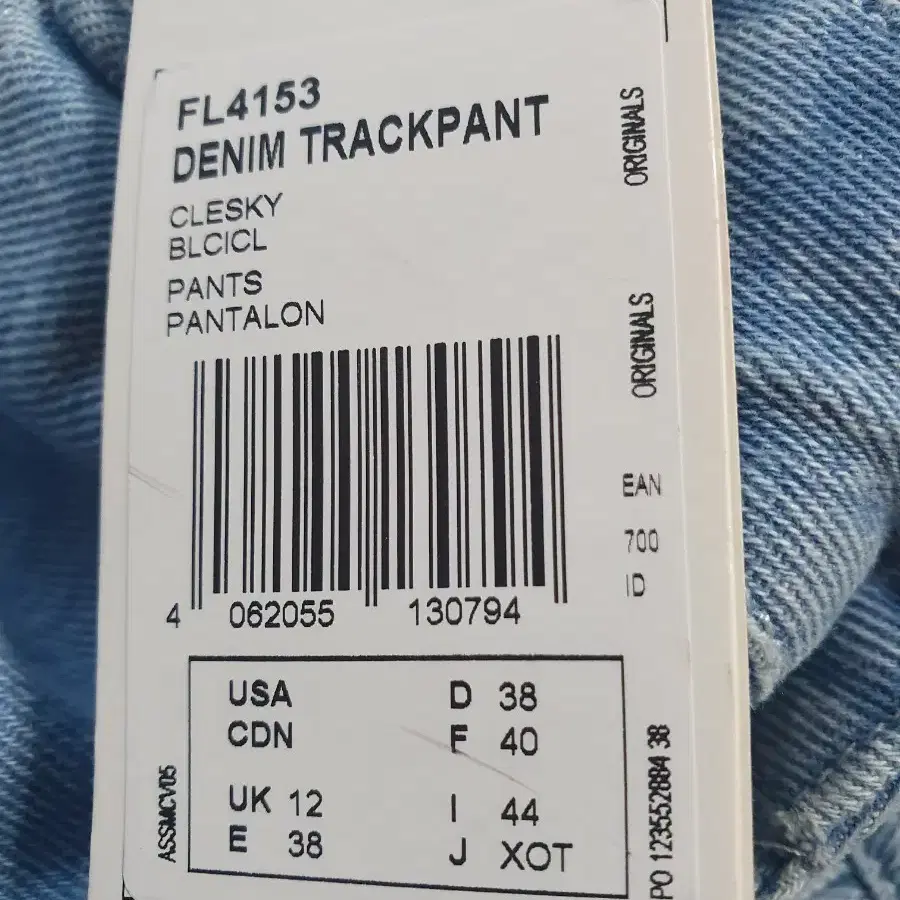 FL4153
DENIM TRACKPANT
CLESKY
BLCICL
PANTS
PANTALON
ORIGINALS
ORIGINALS
EAN
700
ID
4 062055 130794
USA D 38
CDN F 40
UK 12 I 44
E 38 J XOT
ASSMCV05
PO 123552884 38